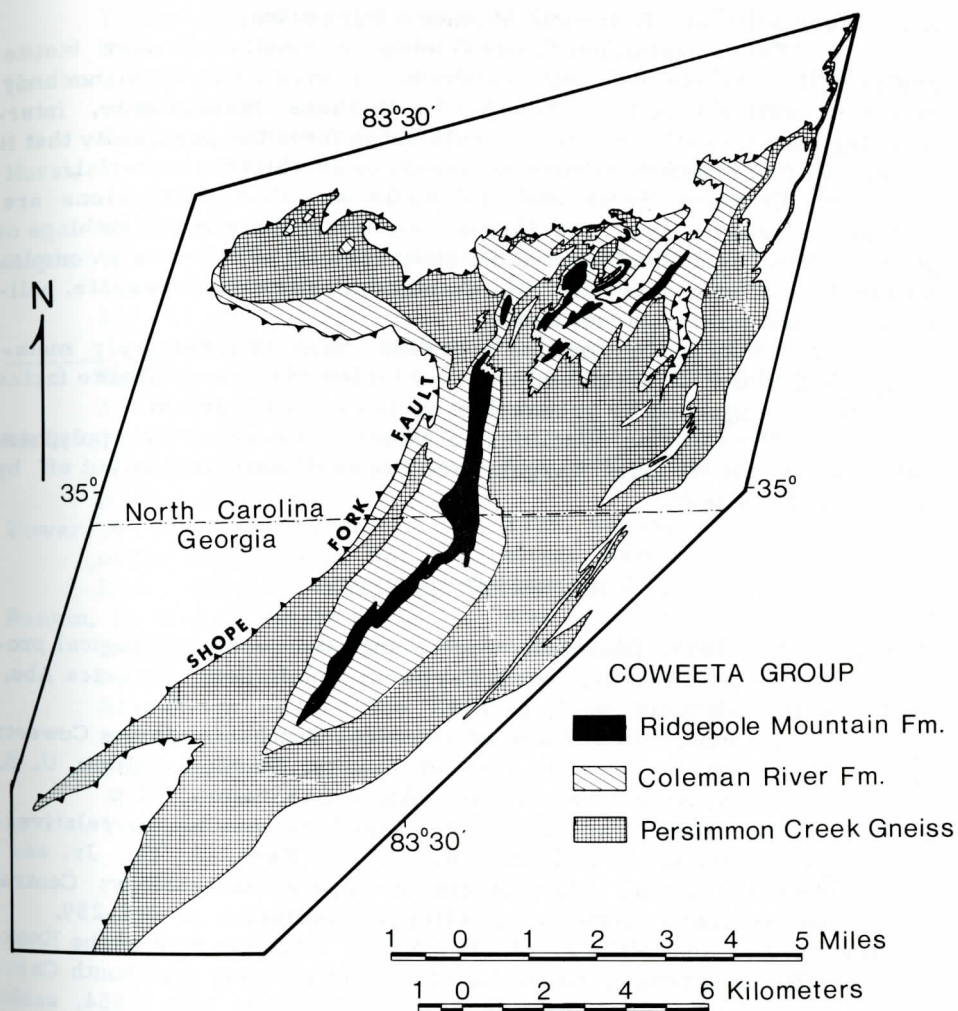 83°30′
N
FAULT
35°
35°
North Carolina
Georgia
FORK
SHOPE
COWEETA GROUP
Ridgepole Mountain Fm.
Coleman River Fm.
Persimmon Creek Gneiss
83°30′
1 0 1 2 3 4 5 Miles
1 0 2 4 6 Kilometers